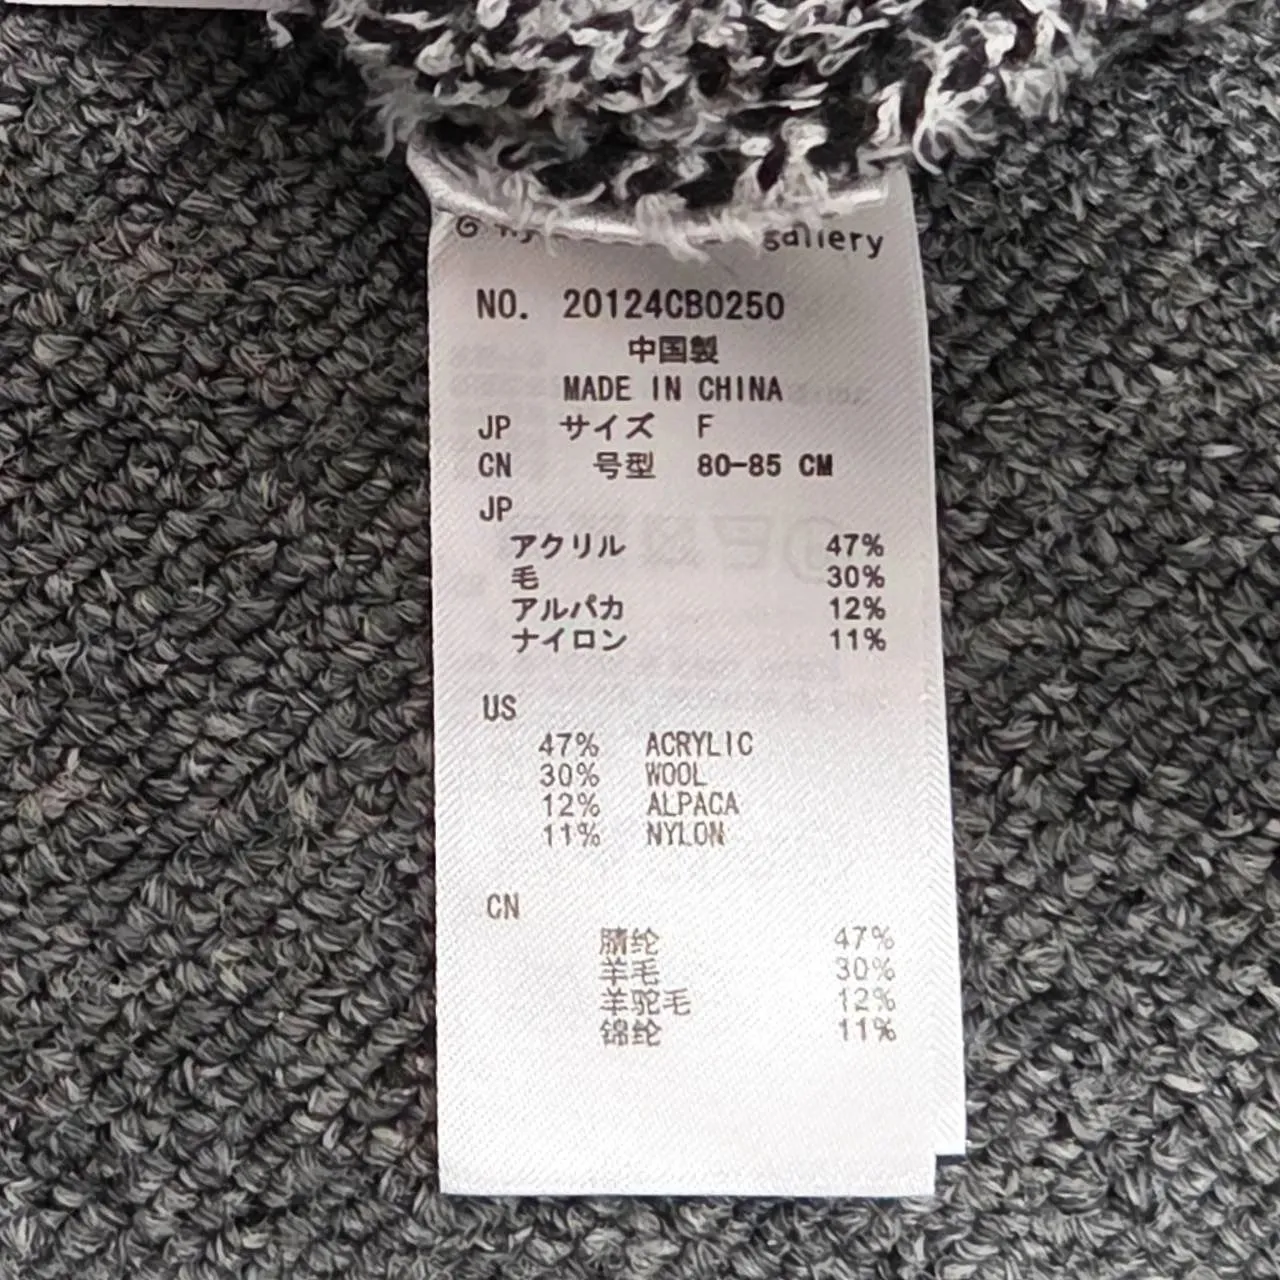 gallery
NO. 20124CB0250
中国製
MADE IN CHINA
JP サイズ F
CN 号型 80-85 CM
JP
アクリル 47%
毛 30%
アルパカ 12%
ナイロン 11%
US
47% ACRYLIC
30% WOOL
12% ALPACA
11% NYLON
CN
腈纶 47%
羊毛 30%
羊驼毛 12%
锦纶 11%